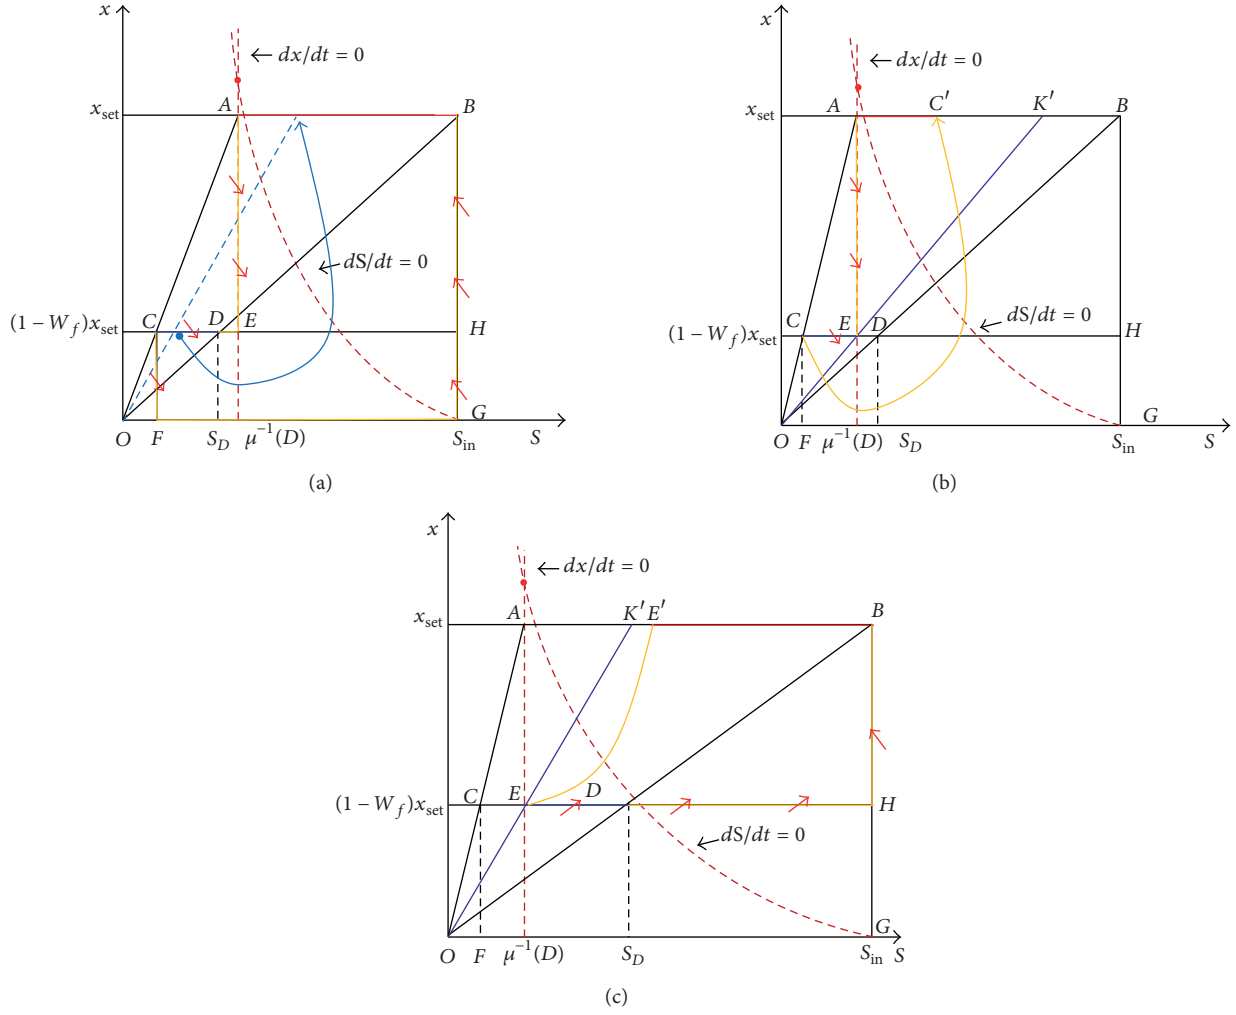 x
dx/dt = 0
x_set A B
dS/dt = 0
(1 − W_f)x_set C D E H
G
O F S_D μ⁻¹(D) S_in S
(a)
x
dx/dt = 0
x_set A C′ K′ B
dS/dt = 0
(1 − W_f)x_set C E D H
G
O F μ⁻¹(D) S_D S_in S
(b)
x
dx/dt = 0
x_set A K′ E′ B
(1 − W_f)x_set C E D H
dS/dt = 0
G
O F μ⁻¹(D) S_D S_in S
(c)